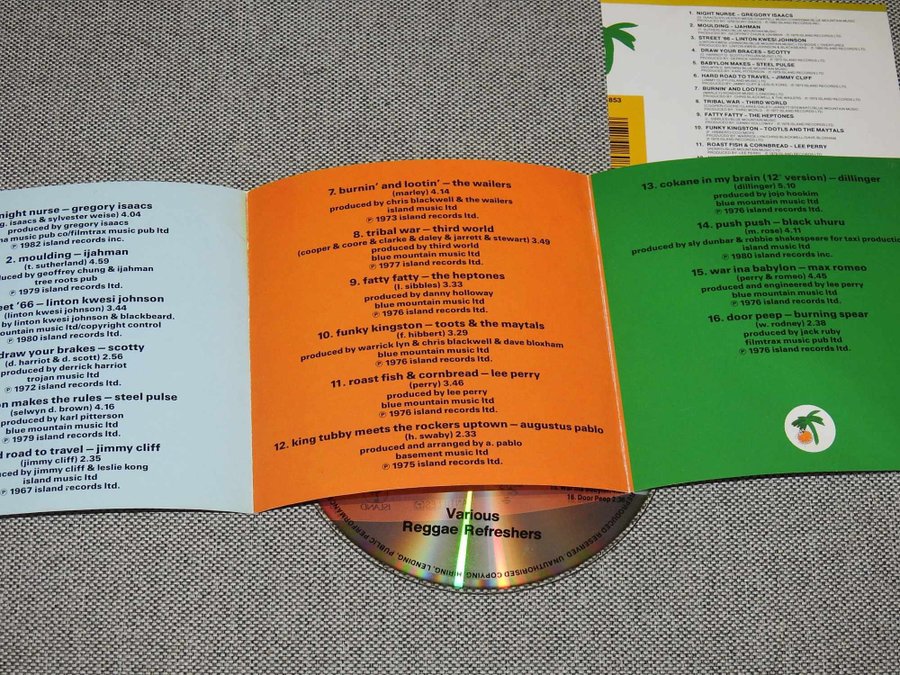 night nurse – gregory isaacs
g. isaacs & sylvester weise) 4.04
produced by gregory isaacs
na music pub co/filmtrax music pub ltd
℗ 1982 island records inc.
2. moulding – ijahman
(t. sutherland) 4.59
duced by geoffrey chung & ijahman
tree roots pub
℗ 1979 island records ltd.
eet '66 – linton kwesi johnson
(linton kwesi johnson) 3.44
by linton kwesi johnson & blackbeard.
ountain music ltd/copyright control
℗ 1980 island records ltd.
draw your brakes – scotty
(d. harriot & d. scott) 2.56
produced by derrick harriot
trojan music ltd
℗ 1972 island records ltd.
on makes the rules – steel pulse
(selwyn d. brown) 4.16
produced by karl pitterson
blue mountain music ltd
℗ 1979 island records ltd.
d road to travel – jimmy cliff
(jimmy cliff) 2.35
ced by jimmy cliff & leslie kong
island music ltd
℗ 1967 island records ltd.
7. burnin' and lootin' – the wailers
(marley) 4.14
produced by chris blackwell & the wailers
island music ltd
℗ 1973 island records ltd.
8. tribal war – third world
(cooper & coore & clarke & daley & jarrett & stewart) 3.49
produced by third world
blue mountain music ltd
℗ 1977 island records ltd.
9. fatty fatty – the heptones
(l. sibbles) 3.33
produced by danny holloway
blue mountain music ltd
℗ 1976 island records ltd.
10. funky kingston – toots & the maytals
(f. hibbert) 3.29
produced by warrick lyn & chris blackwell & dave bloxham
blue mountain music ltd
℗ 1976 island records ltd.
11. roast fish & cornbread – lee perry
(perry) 3.46
produced by lee perry
blue mountain music ltd
℗ 1976 island records ltd.
12. king tubby meets the rockers uptown – augustus pablo
(h. swaby) 2.33
produced and arranged by a. pablo
basement music ltd
℗ 1975 island records ltd.
13. cokane in my brain (12" version) – dillinger
(dillinger) 5.10
produced by jojo hookim
blue mountain music ltd
℗ 1976 island records ltd.
14. push push – black uhuru
(m. rose) 4.11
produced by sly dunbar & robbie shakespeare for taxi productio
island music ltd
℗ 1980 island records inc.
15. war ina babylon – max romeo
(perry & romeo) 4.45
produced and engineered by lee perry
blue mountain music ltd
℗ 1976 island records ltd.
16. door peep – burning spear
(w. rodney) 2.38
produced by jack ruby
filmtrax music pub ltd
℗ 1976 island records ltd.
1. NIGHT NURSE - GREGORY ISAACS
2. MOULDING - IJAHMAN
3. STREET '66 - LINTON KWESI JOHNSON
4. DRAW YOUR BRACES - SCOTTY
5. BABYLON MAKES - STEEL PULSE
6. HARD ROAD TO TRAVEL - JIMMY CLIFF
7. BURNIN' AND LOOTIN'
8. TRIBAL WAR - THIRD WORLD
9. FATTY FATTY - THE HEPTONES
10. FUNKY KINGSTON - TOOTLS AND THE MAYTALS
11. ROAST FISH & CORNBREAD - LEE PERRY
853
16. Door Peep 2.38
ISLAND
Various
Reggae Refreshers
UNAUTHORISED COPYING, HIRING, LENDING, PUBLIC PERFORMANCE